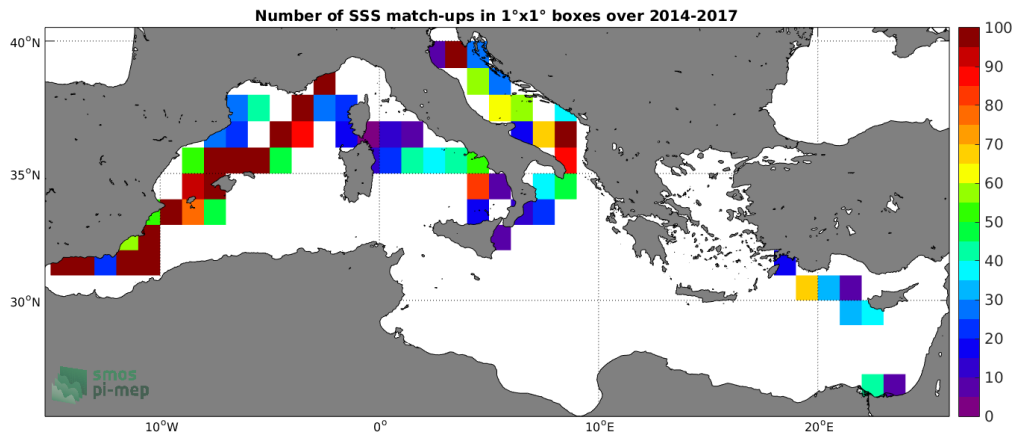 Number of SSS match-ups in 1°x1° boxes over 2014-2017
40°N
35°N
30°N
10°W
0°
10°E
20°E
100
90
80
70
60
50
40
30
20
10
0
smos
pi-mep